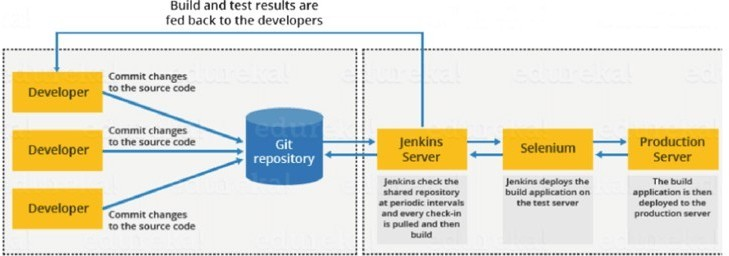 Build and test results are
fed back to the developers
Developer
Commit changes
to the source code
Developer
Commit changes
to the source code
Developer
Commit changes
to the source code
Git
repository
Jenkins
Server
Jenkins check the
shared repository
at periodic intervals
and every check-in
is pulled and then
build
Selenium
Jenkins deploys the
build application on
the test server
Production
Server
The build
application is then
deployed to the
production server
edureka!